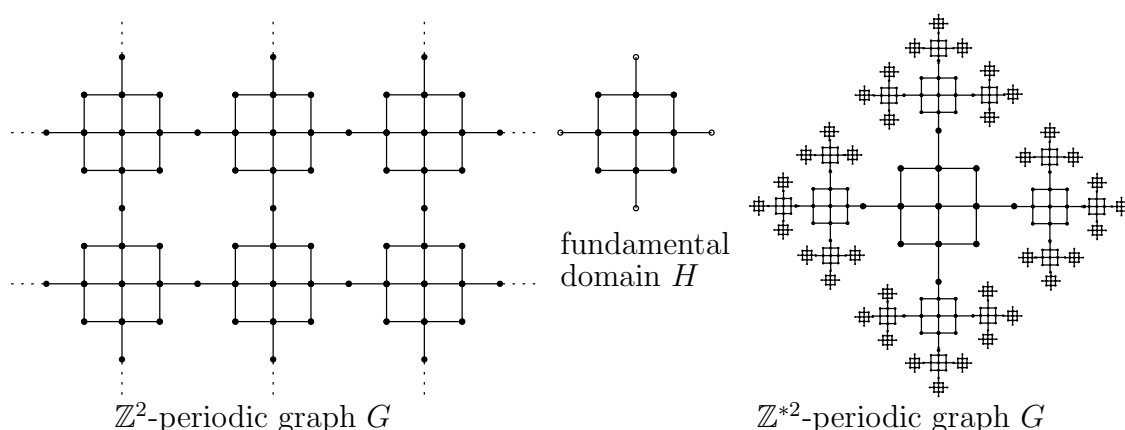 fundamental
domain H
ℤ²-periodic graph G
ℤ*²-periodic graph G